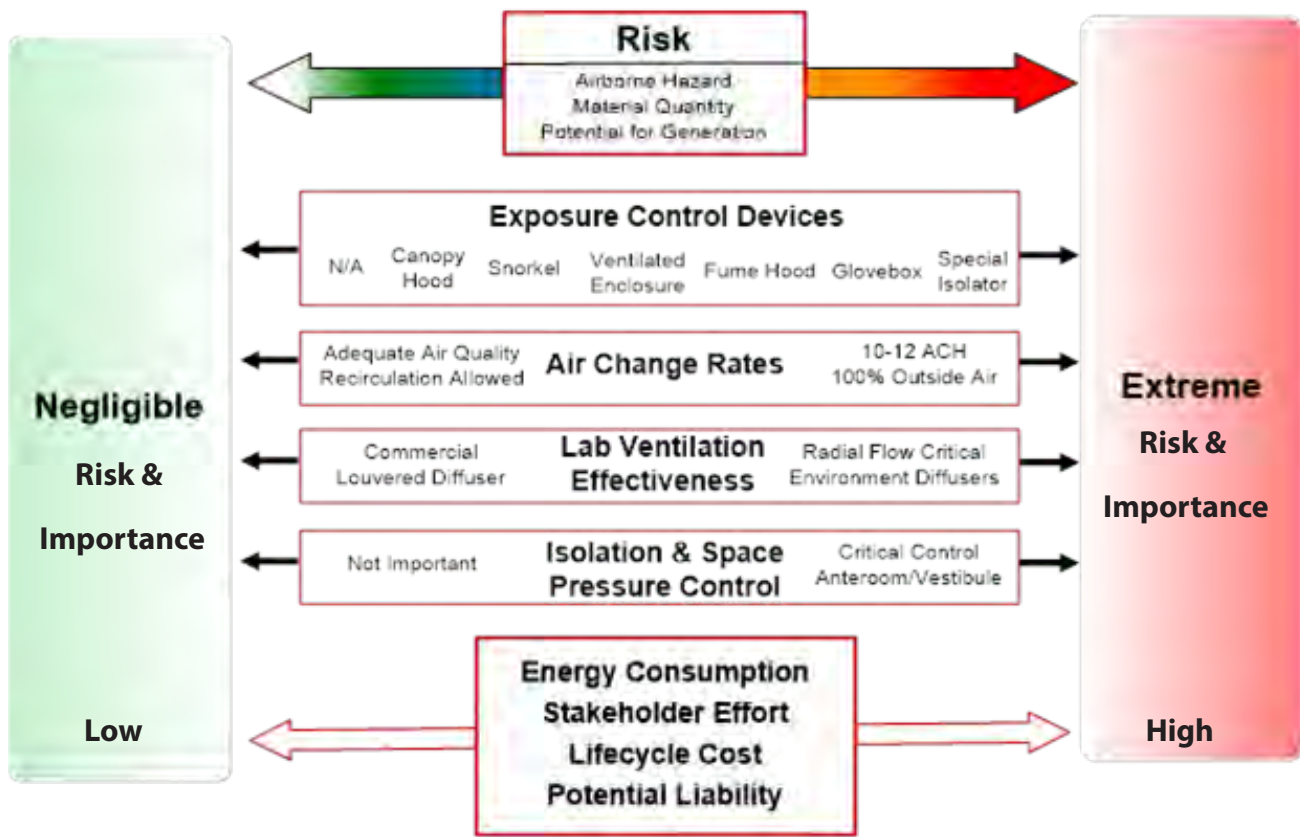 Risk
Airborne Hazard
Material Quantity
Potential for Generation
Exposure Control Devices
N/A
Canopy
Hood
Snorkel
Ventilated
Enclosure
Fume Hood
Glovebox
Special
Isolator
Adequate Air Quality
Recirculation Allowed
Air Change Rates
10-12 ACH
100% Outside Air
Commercial
Louvered Diffuser
Lab Ventilation
Effectiveness
Radial Flow Critical
Environment Diffusers
Not Important
Isolation & Space
Pressure Control
Critical Control
Anteroom/Vestibule
Energy Consumption
Stakeholder Effort
Lifecycle Cost
Potential Liability
Negligible
Risk &
Importance
Low
Extreme
Risk &
Importance
High